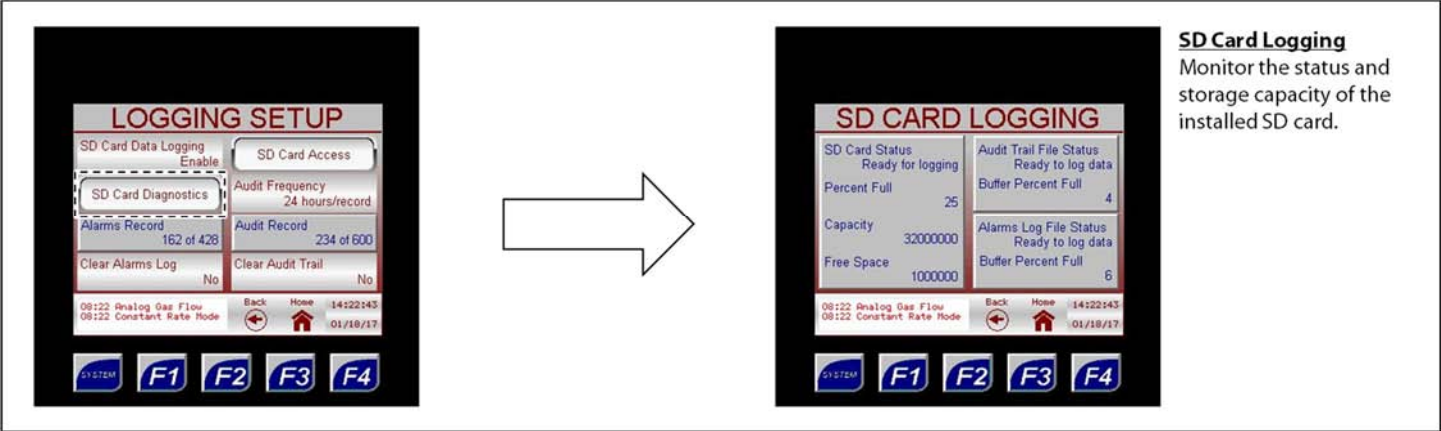 LOGGING SETUP
SD Card Data Logging
Enable
SD Card Access
SD Card Diagnostics
Audit Frequency
24 hours/record
Alarms Record
162 of 428
Audit Record
234 of 600
Clear Alarms Log
No
Clear Audit Trail
No
08:22 Analog Gas Flow
08:22 Constant Rate Mode
Back
Home
14:22:43
01/18/17
SYSTEM
F1
F2
F3
F4
SD CARD LOGGING
SD Card Status
Ready for logging
Percent Full
25
Capacity
32000000
Free Space
1000000
Audit Trail File Status
Ready to log data
Buffer Percent Full
4
Alarms Log File Status
Ready to log data
Buffer Percent Full
6
08:22 Analog Gas Flow
08:22 Constant Rate Mode
Back
Home
14:22:43
01/18/17
SYSTEM
F1
F2
F3
F4
SD Card Logging
Monitor the status and
storage capacity of the
installed SD card.